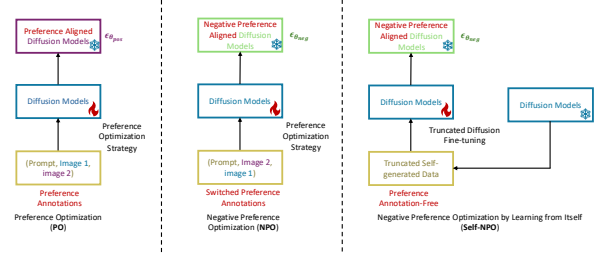 Preference Aligned
Diffusion Models
ϵθpos
Diffusion Models
Preference
Optimization
Strategy
(Prompt, Image 1,
image 2)
Preference
Annotations
Preference Optimization
(PO)
Negative Preference
Aligned Diffusion
Models
ϵθneg
Diffusion Models
Preference
Optimization
Strategy
(Prompt, Image 2,
image 1)
Switched Preference
Annotations
Negative Preference
Optimization (NPO)
Negative Preference
Aligned Diffusion
Models
ϵθneg
Diffusion Models
Diffusion Models
Truncated Diffusion
Fine-tuning
Truncated Self-
generated Data
Preference
Annotation-Free
Negative Preference Optimization by Learning from Itself
(Self-NPO)